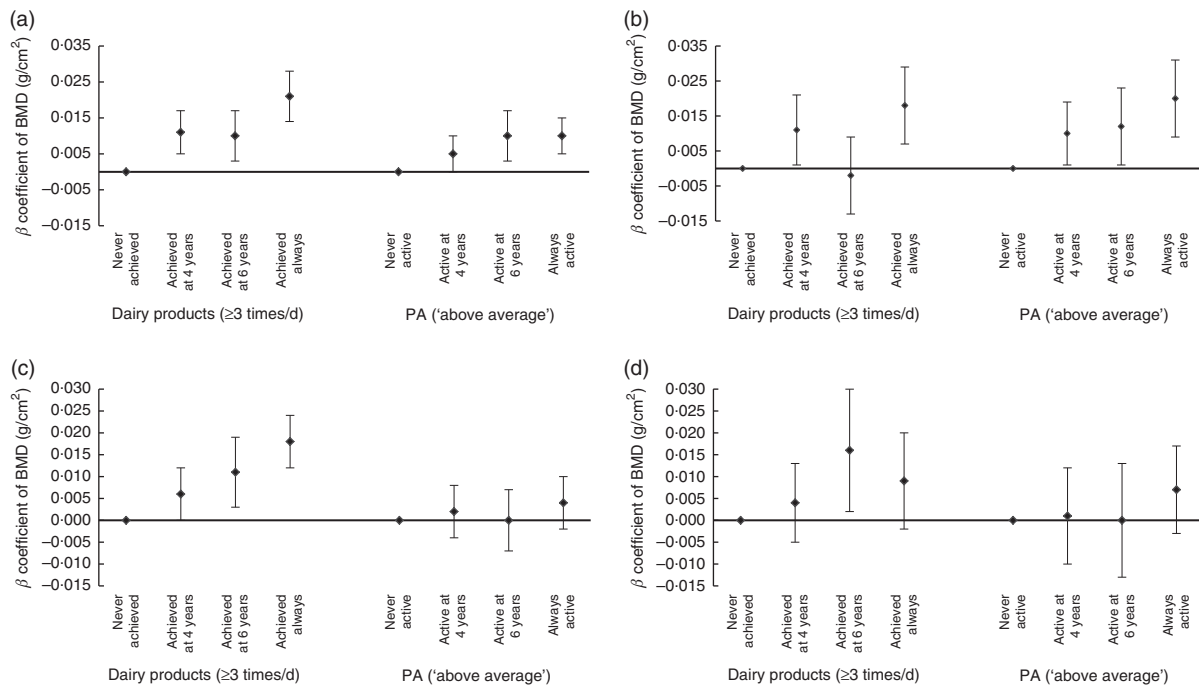 (a)
β coefficient of BMD (g/cm²)
0·035
0·025
0·015
0·005
–0·005
–0·015
Never
achieved
Achieved
at 4 years
Achieved
at 6 years
Achieved
always
Never
active
Active at
4 years
Active at
6 years
Always
active
Dairy products (≥3 times/d)
PA (‘above average’)
(b)
β coefficient of BMD (g/cm²)
0·035
0·025
0·015
0·005
–0·005
–0·015
Never
achieved
Achieved
at 4 years
Achieved
at 6 years
Achieved
always
Never
active
Active at
4 years
Active at
6 years
Always
active
Dairy products (≥3 times/d)
PA (‘above average’)
(c)
β coefficient of BMD (g/cm²)
0·030
0·025
0·020
0·015
0·010
0·005
0·000
–0·005
–0·010
–0·015
Never
achieved
Achieved
at 4 years
Achieved
at 6 years
Achieved
always
Never
active
Active at
4 years
Active at
6 years
Always
active
Dairy products (≥3 times/d)
PA (‘above average’)
(d)
β coefficient of BMD (g/cm²)
0·030
0·025
0·020
0·015
0·010
0·005
0·000
–0·005
–0·010
–0·015
Never
achieved
Achieved
at 4 years
Achieved
at 6 years
Achieved
always
Never
active
Active at
4 years
Active at
6 years
Always
active
Dairy products (≥3 times/d)
PA (‘above average’)